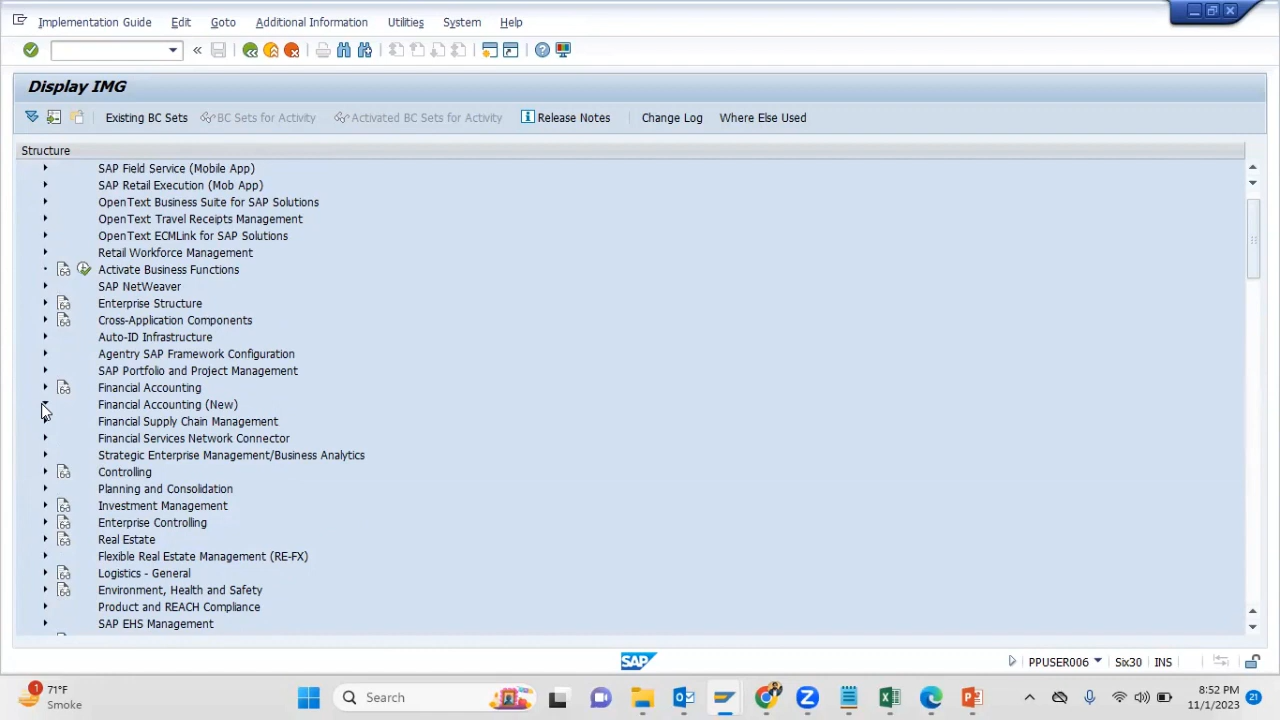 Implementation Guide Edit Goto Additional Information Utilities System Help
Display IMG
Existing BC Sets BC Sets for Activity Activated BC Sets for Activity Release Notes Change Log Where Else Used
Structure
SAP Field Service (Mobile App)
SAP Retail Execution (Mob App)
OpenText Business Suite for SAP Solutions
OpenText Travel Receipts Management
OpenText ECMLink for SAP Solutions
Retail Workforce Management
Activate Business Functions
SAP NetWeaver
Enterprise Structure
Cross-Application Components
Auto-ID Infrastructure
Agentry SAP Framework Configuration
SAP Portfolio and Project Management
Financial Accounting
Financial Accounting (New)
Financial Supply Chain Management
Financial Services Network Connector
Strategic Enterprise Management/Business Analytics
Controlling
Planning and Consolidation
Investment Management
Enterprise Controlling
Real Estate
Flexible Real Estate Management (RE-FX)
Logistics - General
Environment, Health and Safety
Product and REACH Compliance
SAP EHS Management
SAP PPUSER006 Six30 INS
1 71°F
Smoke
Search
8:52 PM
11/1/2023
21